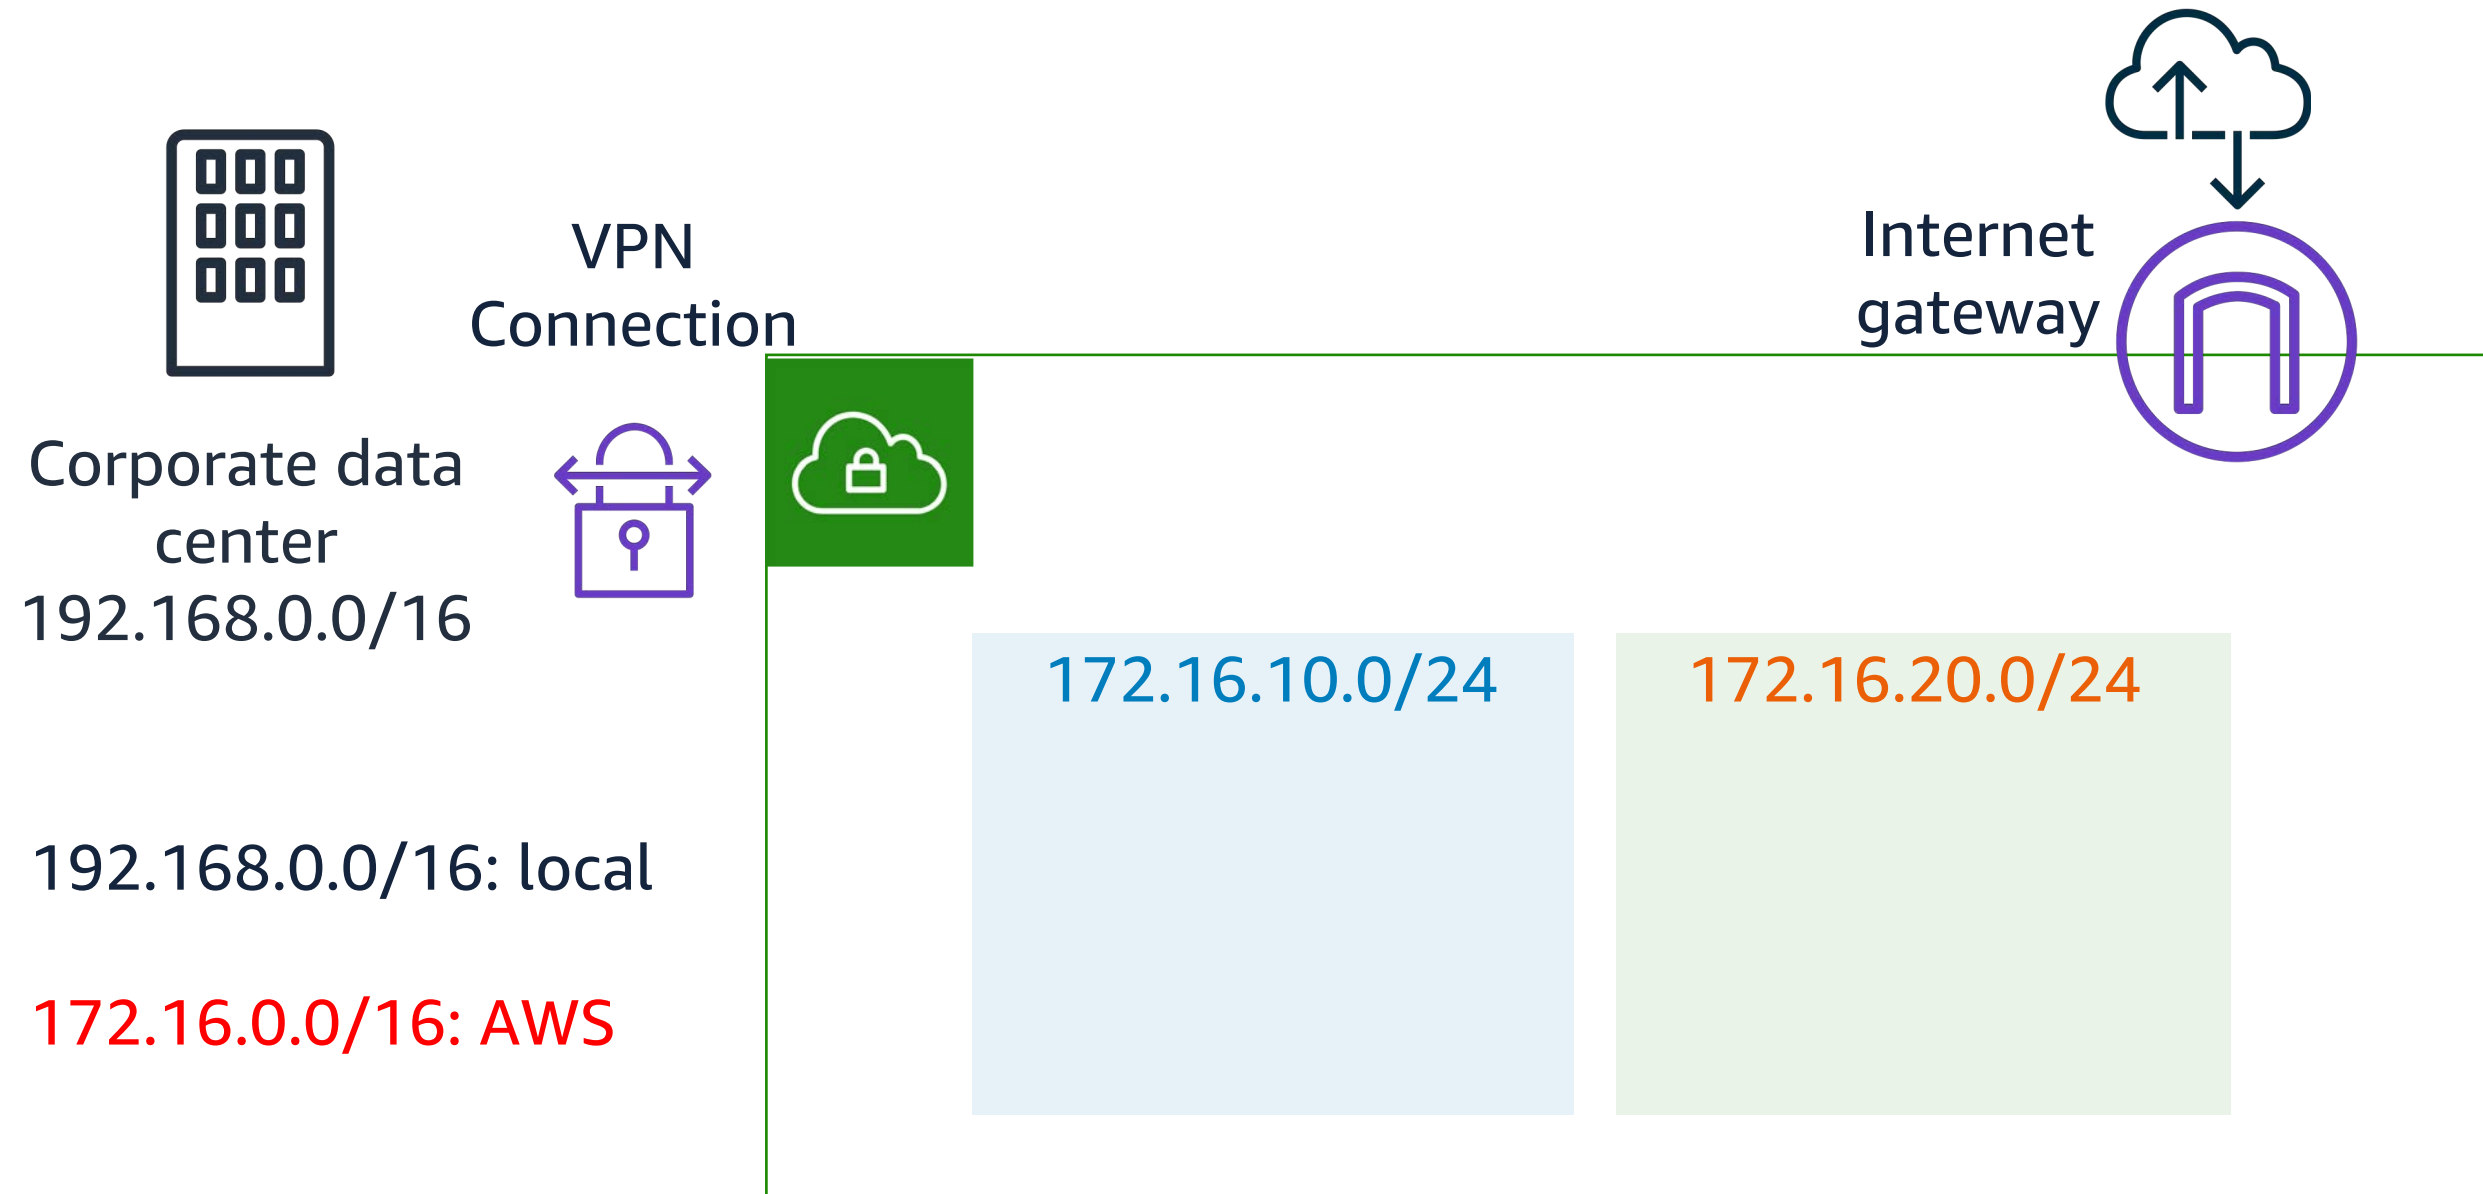 VPN
Connection
Internet
gateway
Corporate data
center
192.168.0.0/16
172.16.10.0/24
172.16.20.0/24
192.168.0.0/16: local
172.16.0.0/16: AWS